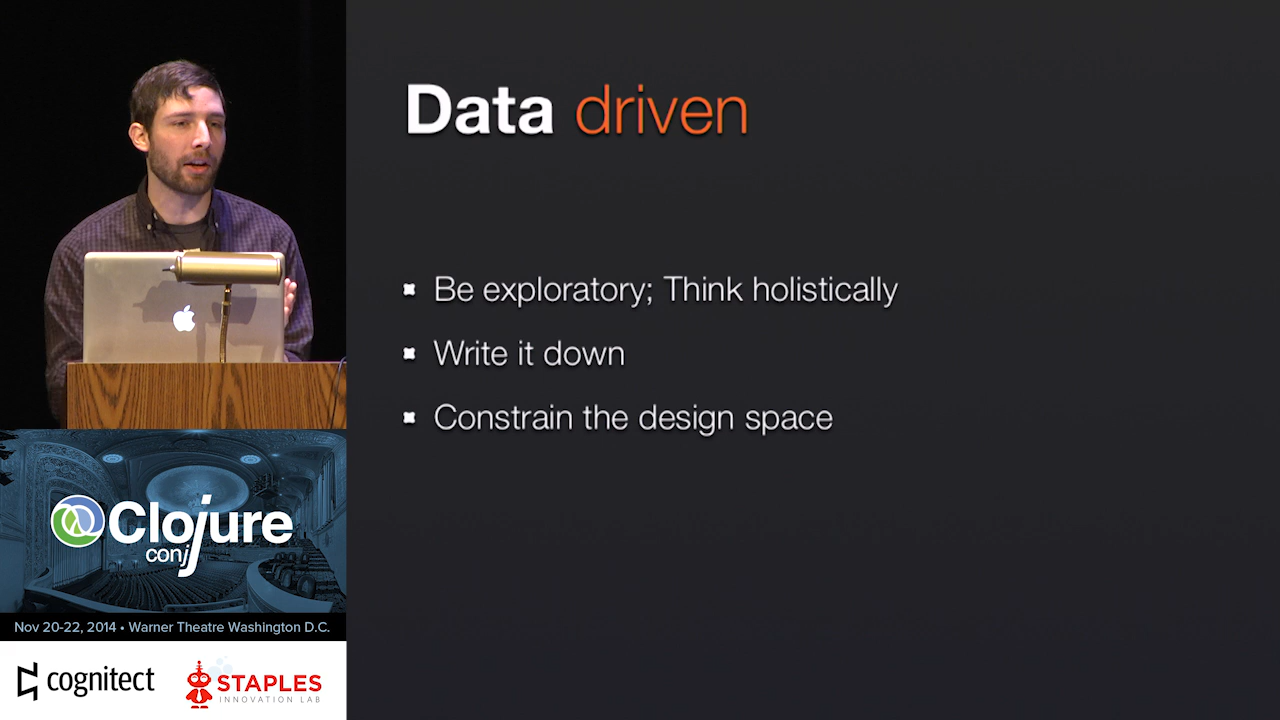 Data driven
Be exploratory; Think holistically
Write it down
Constrain the design space
Clojure
conj
Nov 20-22, 2014 • Warner Theatre Washington D.C.
cognitect
STAPLES
INNOVATION LAB